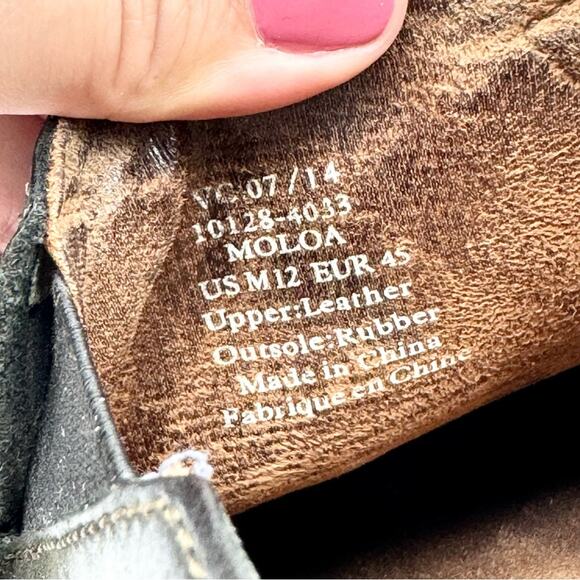 VC 07/14
10128-4033
MOLOA
US M12 EUR 45
Upper:Leather
Outsole:Rubber
Made in China
Fabrique en Chine